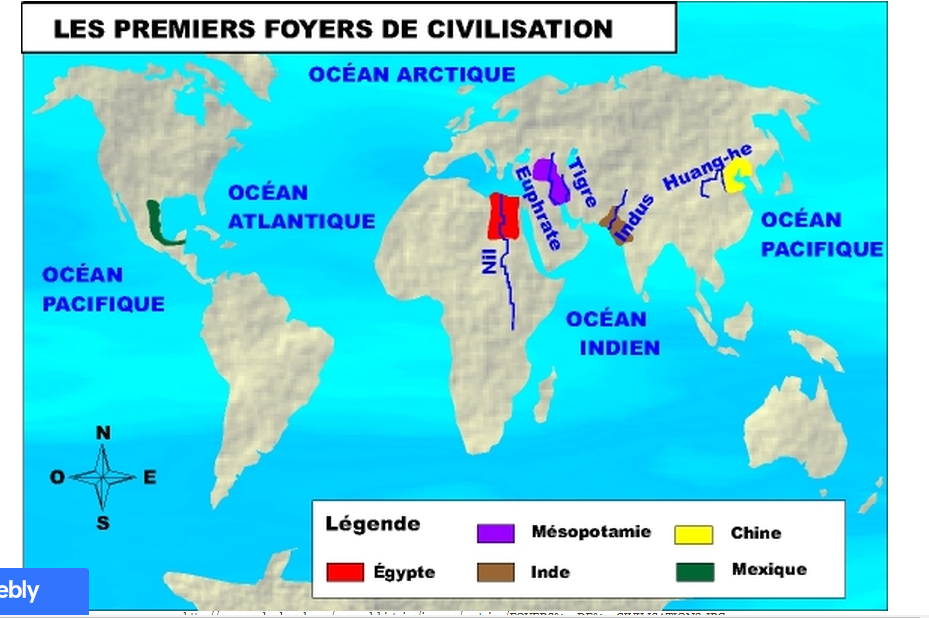 LES PREMIERS FOYERS DE CIVILISATION
OCÉAN ARCTIQUE
OCÉAN
ATLANTIQUE
OCÉAN
PACIFIQUE
Nil
Euphrate
Tigre
Indus
Huang-he
OCÉAN
PACIFIQUE
OCÉAN
INDIEN
N
O
E
S
Légende
Égypte
Mésopotamie
Inde
Chine
Mexique
ebly